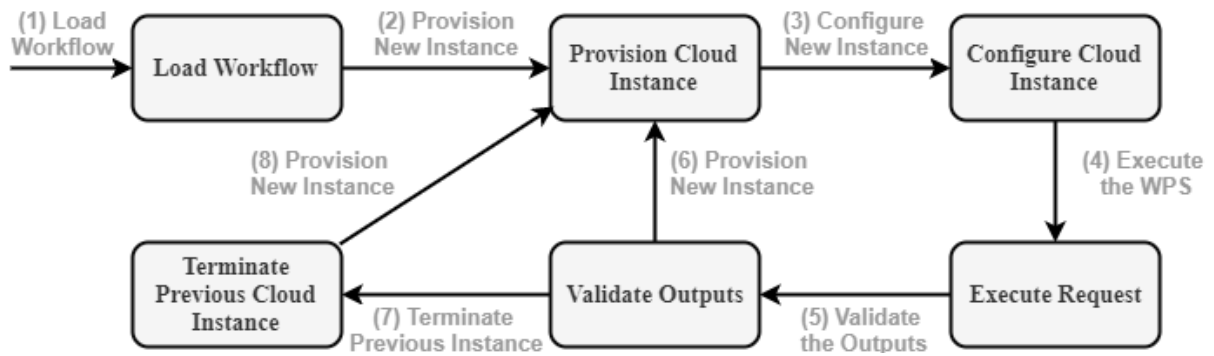 (1) Load
Workflow
Load Workflow
(2) Provision
New Instance
Provision Cloud
Instance
(3) Configure
New Instance
Configure Cloud
Instance
(4) Execute
the WPS
Execute Request
(5) Validate
the Outputs
Validate Outputs
(6) Provision
New Instance
(7) Terminate
Previous Instance
Terminate
Previous Cloud
Instance
(8) Provision
New Instance